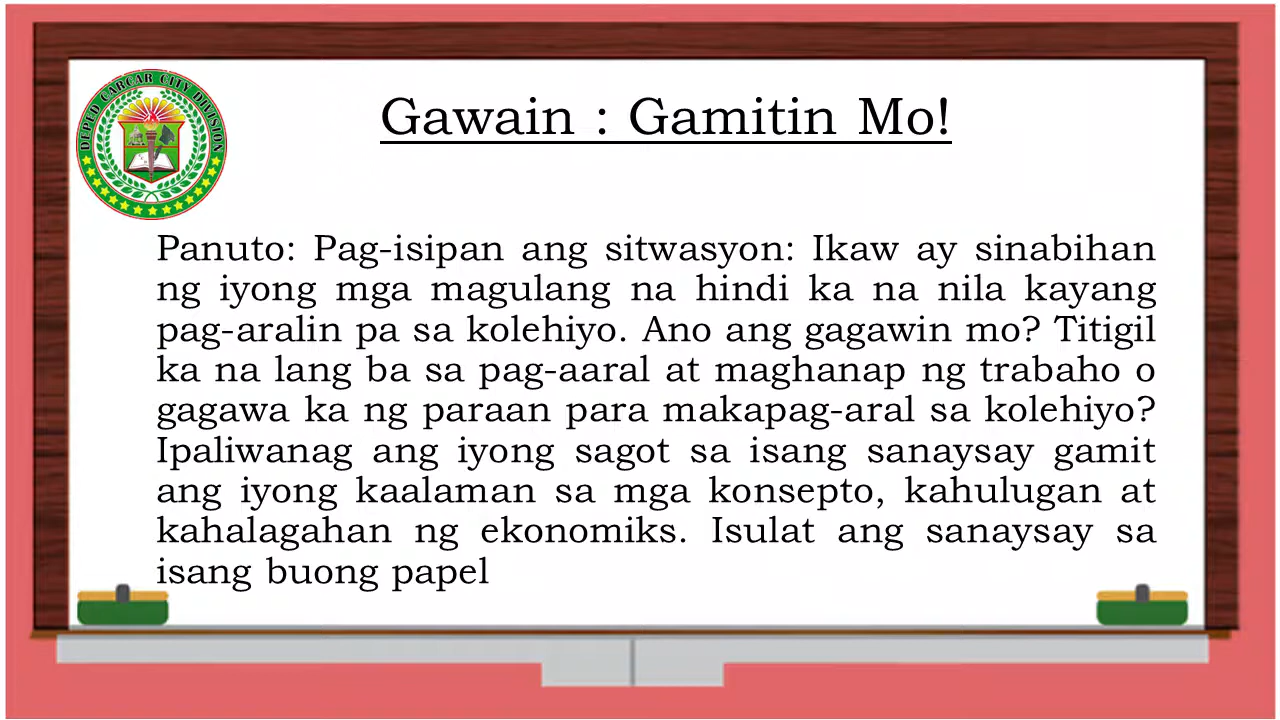 DEPED CARCAR CITY DIVISION
Gawain : Gamitin Mo!
Panuto: Pag-isipan ang sitwasyon: Ikaw ay sinabihan
ng iyong mga magulang na hindi ka na nila kayang
pag-aralin pa sa kolehiyo. Ano ang gagawin mo? Titigil
ka na lang ba sa pag-aaral at maghanap ng trabaho o
gagawa ka ng paraan para makapag-aral sa kolehiyo?
Ipaliwanag ang iyong sagot sa isang sanaysay gamit
ang iyong kaalaman sa mga konsepto, kahulugan at
kahalagahan ng ekonomiks. Isulat ang sanaysay sa
isang buong papel